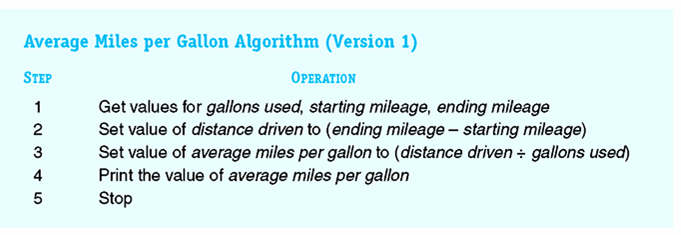 Average Miles per Gallon Algorithm (Version 1)
STEP OPERATION
1 Get values for gallons used, starting mileage, ending mileage
2 Set value of distance driven to (ending mileage – starting mileage)
3 Set value of average miles per gallon to (distance driven ÷ gallons used)
4 Print the value of average miles per gallon
5 Stop